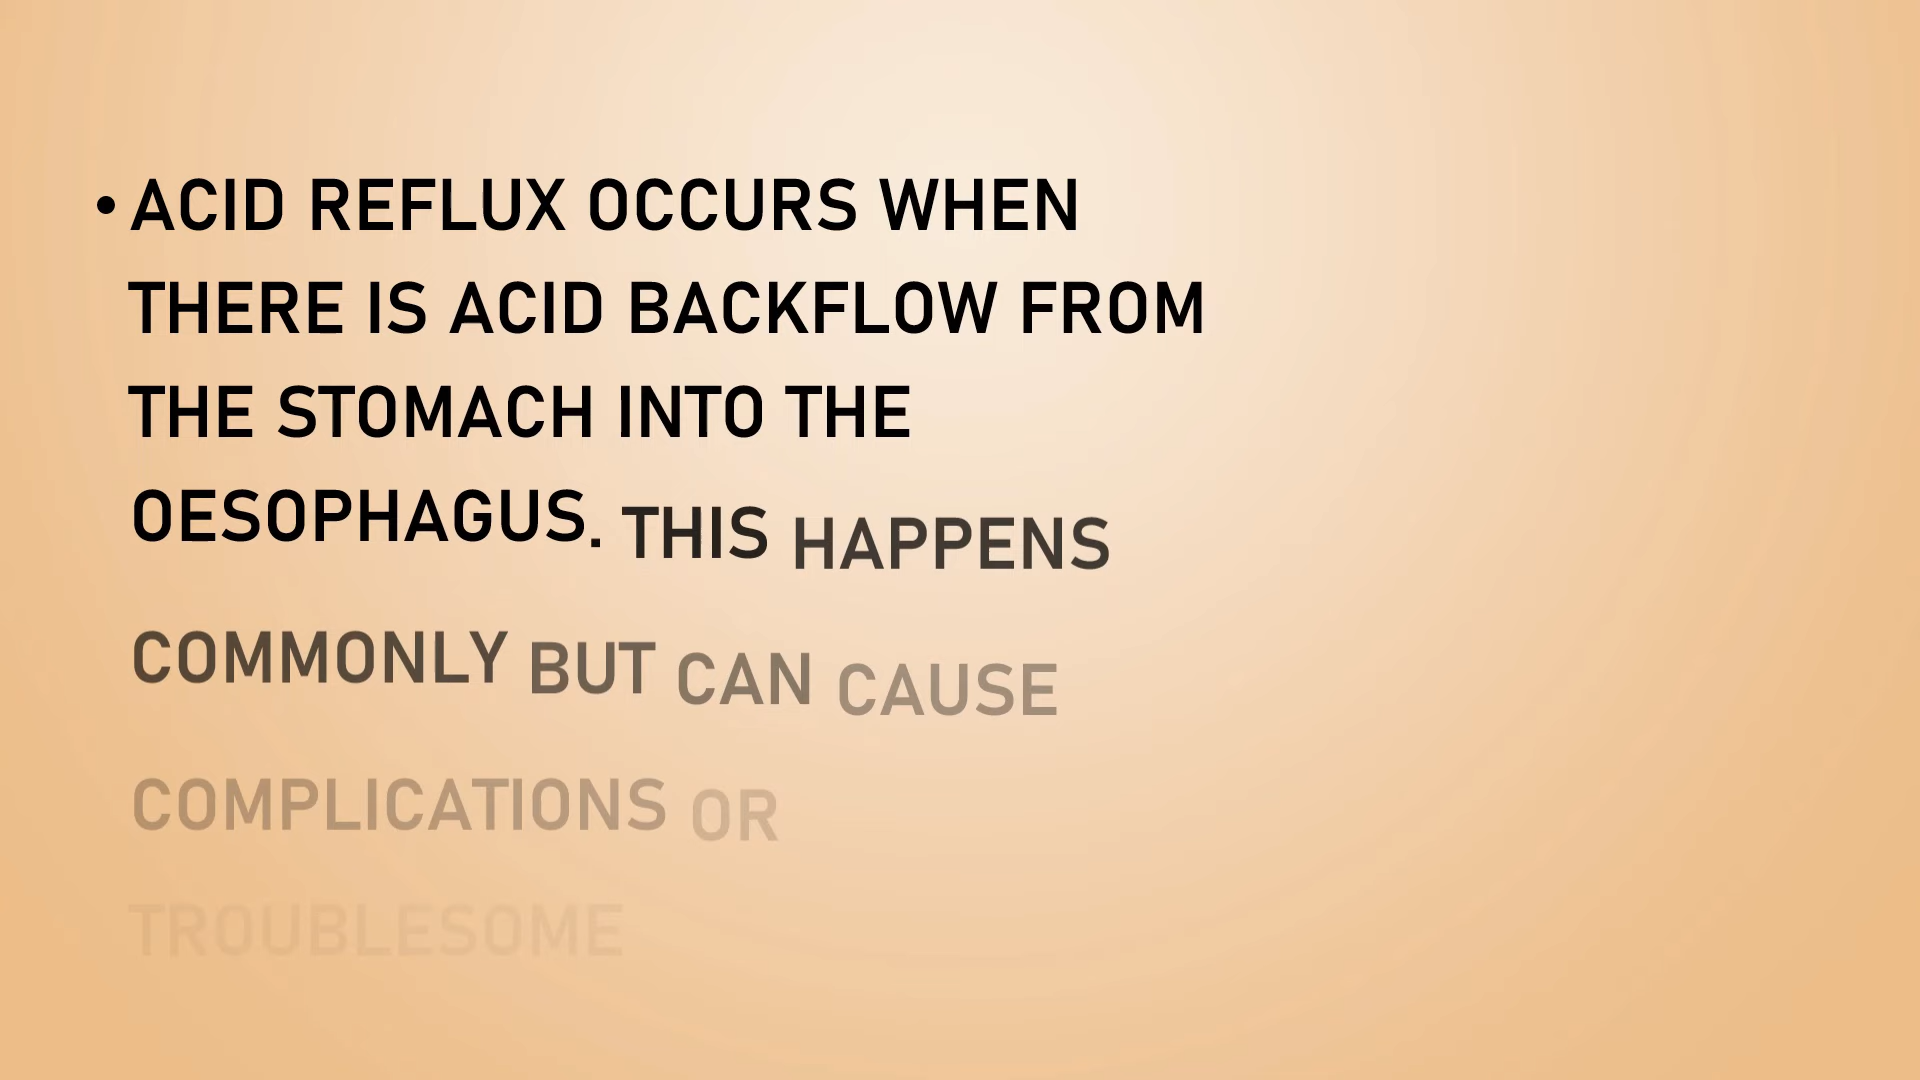 • ACID REFLUX OCCURS WHEN
THERE IS ACID BACKFLOW FROM
THE STOMACH INTO THE
OESOPHAGUS. THIS HAPPENS
COMMONLY BUT CAN CAUSE
COMPLICATIONS OR
TROUBLESOME